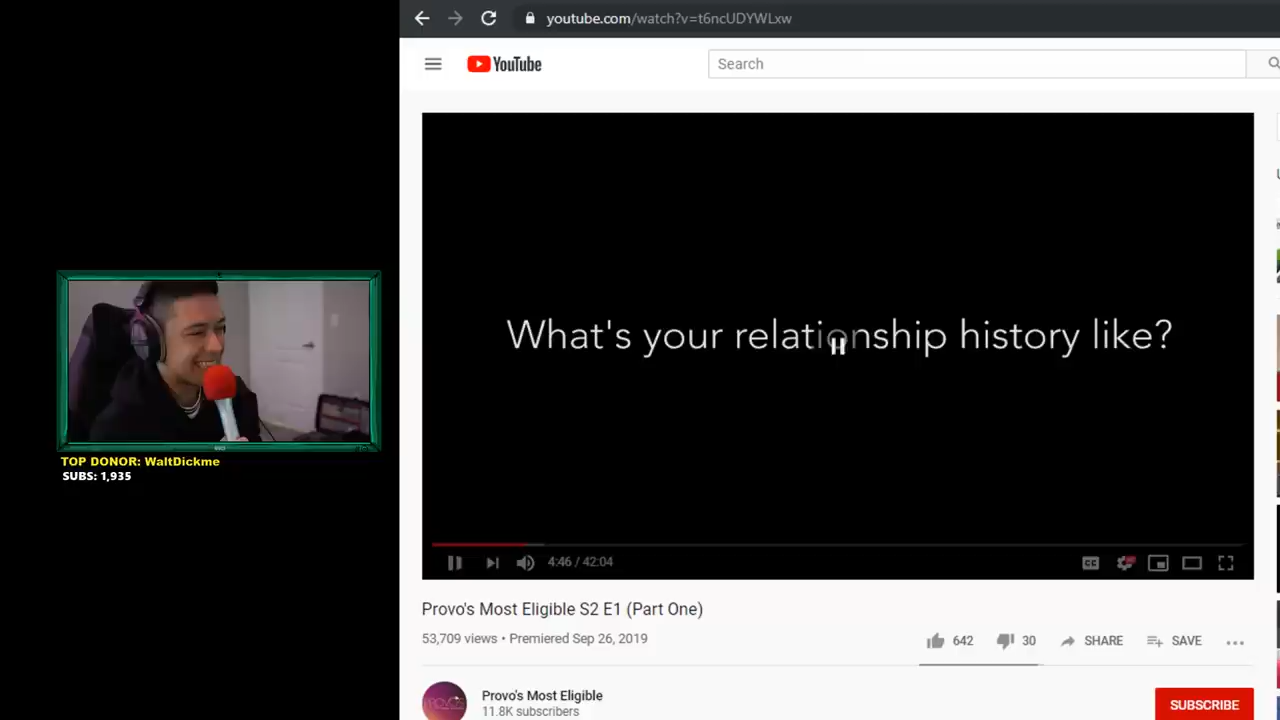 youtube.com/watch?v=t6ncUDYWLxw
YouTube
Search
What's your relationship history like?
4:46 / 42:04
CC
Provo's Most Eligible S2 E1 (Part One)
53,709 views • Premiered Sep 26, 2019
642
30
SHARE
SAVE
Provo's Most Eligible
11.8K subscribers
SUBSCRIBE
TOP DONOR: WaltDickme
SUBS: 1,935